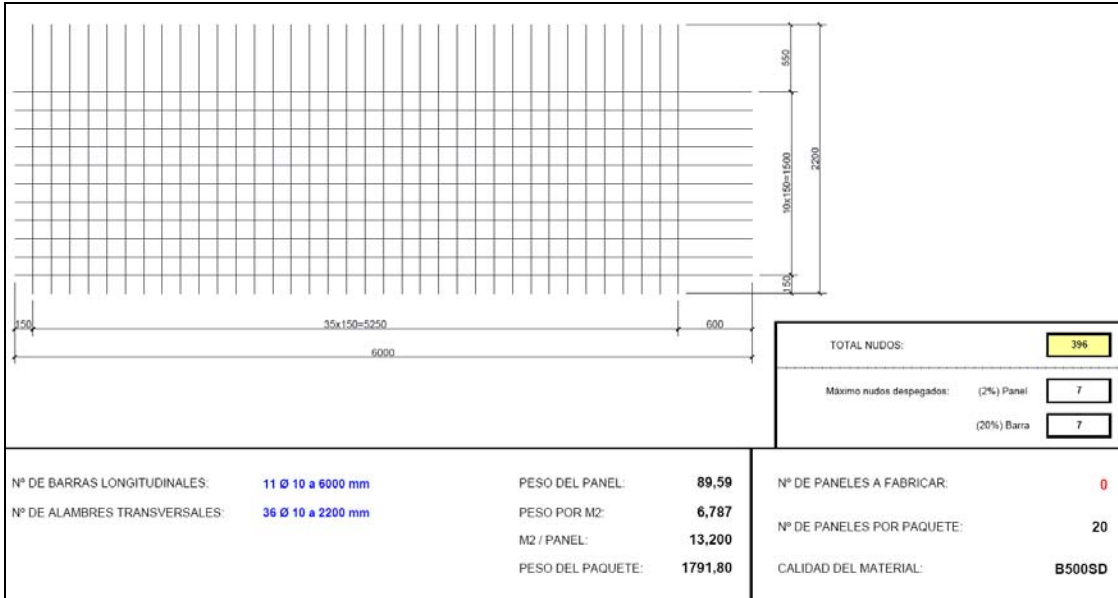 550
10x150=1500
2200
150
150
35x150=5250
600
6000
TOTAL NUDOS: 396
Máximo nudos despegados: (2%) Panel 7
(20%) Barra 7
Nº DE BARRAS LONGITUDINALES: 11 Ø 10 a 6000 mm
Nº DE ALAMBRES TRANSVERSALES: 36 Ø 10 a 2200 mm
PESO DEL PANEL: 89,59
PESO POR M2: 6,787
M2 / PANEL: 13,200
PESO DEL PAQUETE: 1791,80
Nº DE PANELES A FABRICAR: 0
Nº DE PANELES POR PAQUETE: 20
CALIDAD DEL MATERIAL: B500SD